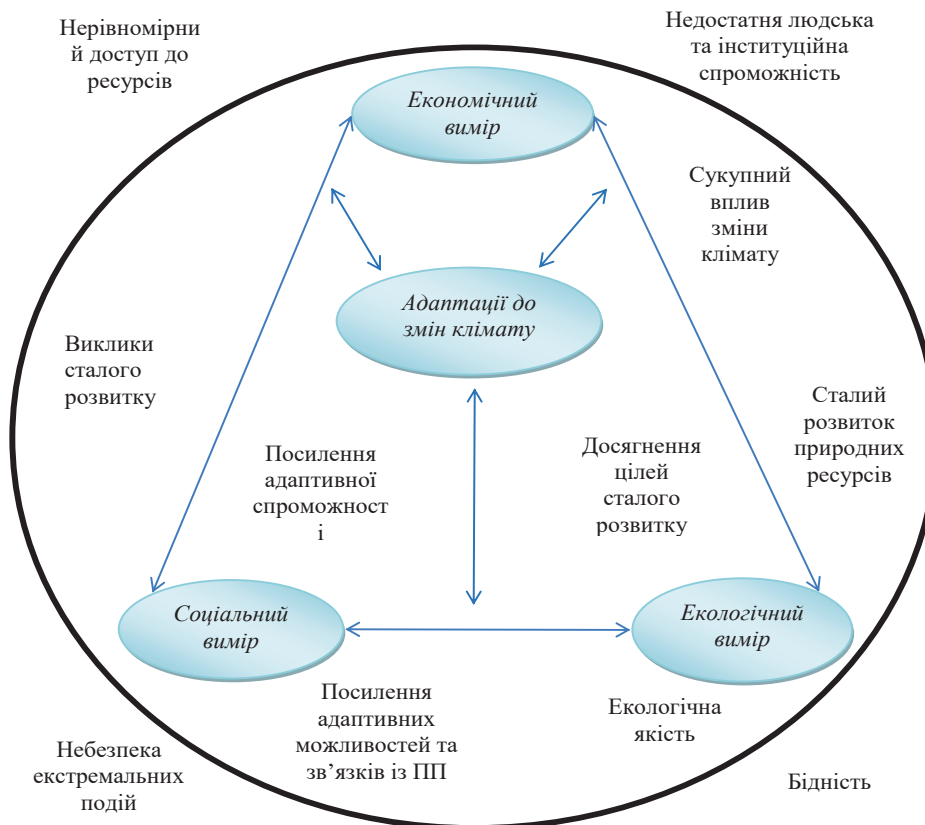 Нерівномірни
й доступ до
ресурсів
Недостатня людська
та інституційна
спроможність
Економічний
вимір
Сукупний
вплив
зміни
клімату
Адаптації до
змін клімату
Виклики
сталого
розвитку
Сталий
розвиток
природних
ресурсів
Посилення
адаптивної
спроможност
і
Досягнення
цілей
сталого
розвитку
Соціальний
вимір
Екологічний
вимір
Посилення
адаптивних
можливостей та
зв’язків із ПП
Екологічна
якість
Небезпека
екстремальних
подій
Бідність